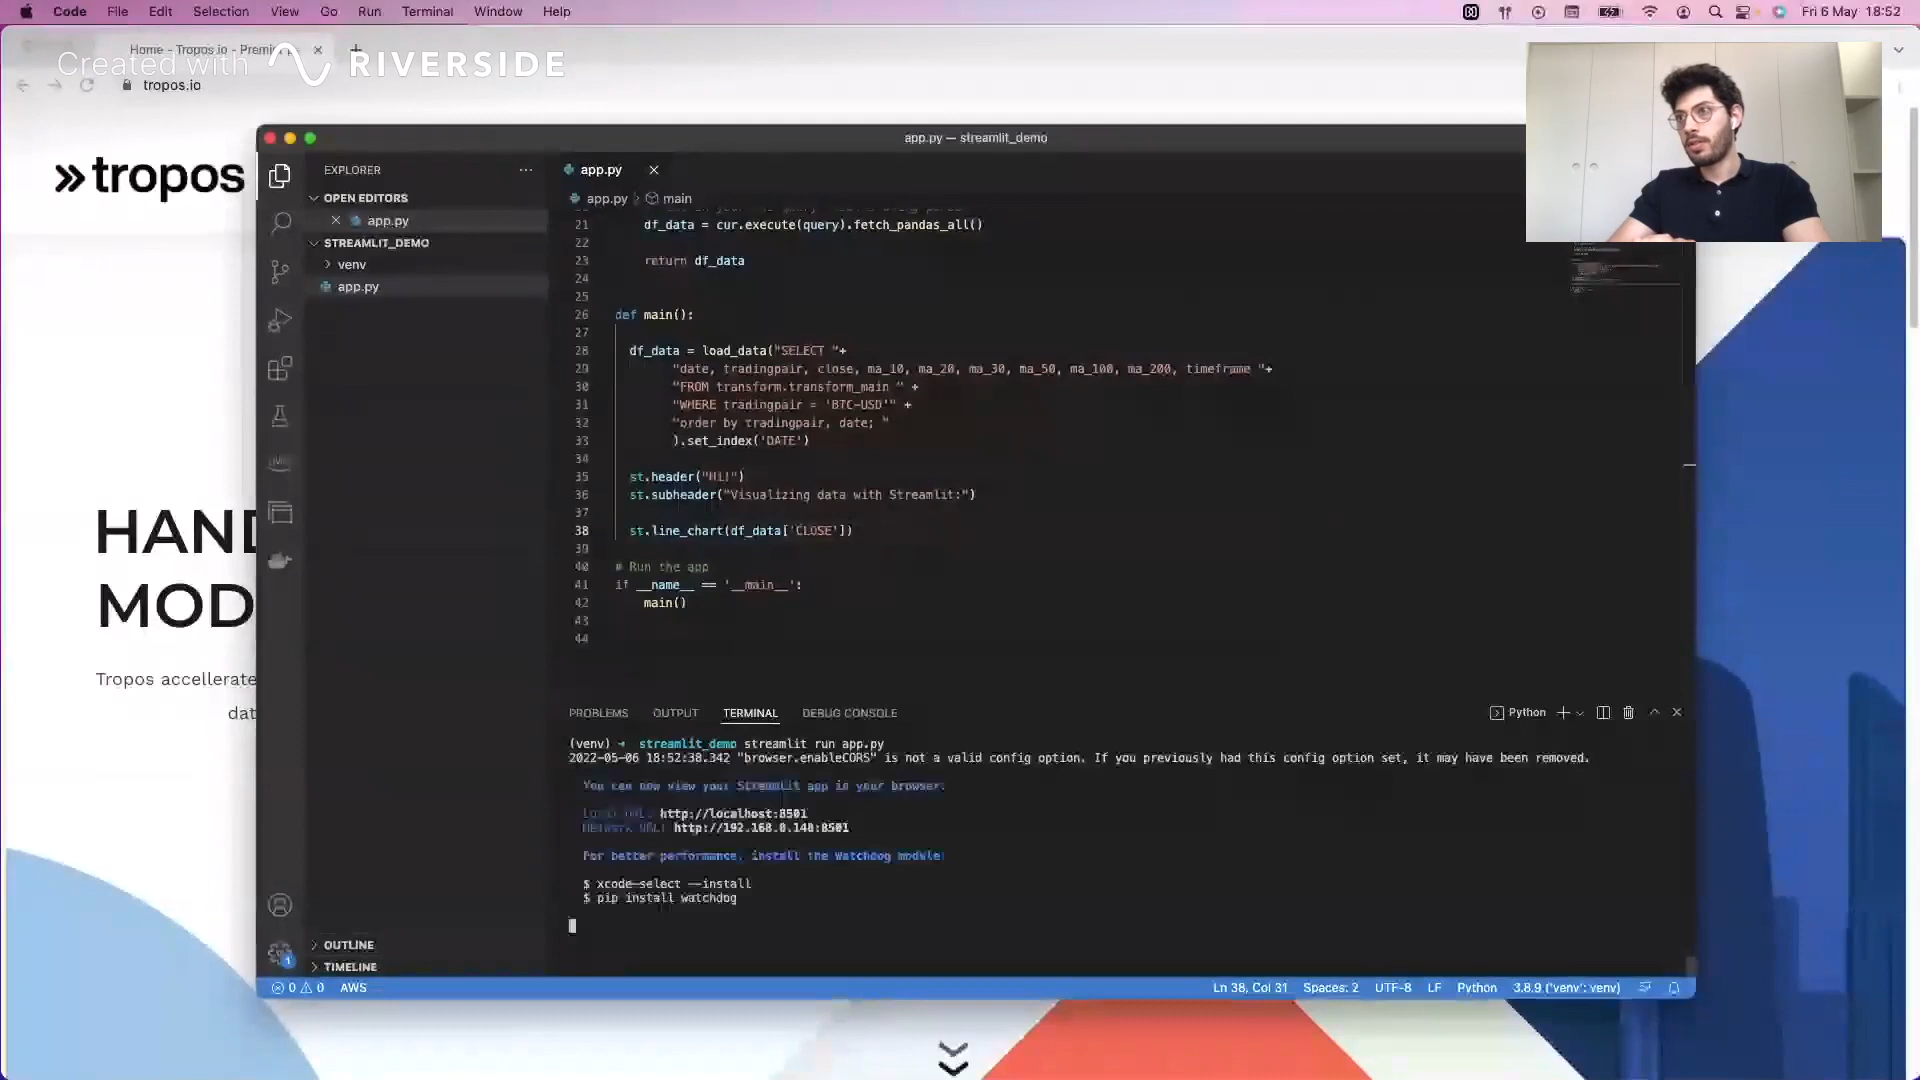 Code File Edit Selection View Go Run Terminal Window Help Fri 6 May 18:52
Home - Tropos.io - Premi
Created with RIVERSIDE
tropos.io
app.py — streamlit_demo
tropos
EXPLORER
OPEN EDITORS
app.py
STREAMLIT_DEMO
venv
app.py
app.py
app.py > main
21 df_data = cur.execute(query).fetch_pandas_all()
22
23 return df_data
24
25
26 def main():
27
28 df_data = load_data("SELECT "+
29 "date, tradingpair, close, ma_10, ma_20, ma_30, ma_50, ma_100, ma_200, timeframe "+
30 "FROM transform.transform_main " +
31 "WHERE tradingpair = 'BTC-USD'" +
32 "order by tradingpair, date; "
33 ).set_index('DATE')
34
35 st.header("Hi!")
36 st.subheader("Visualizing data with Streamlit:")
37
38 st.line_chart(df_data['CLOSE'])
39
40 # Run the app
41 if __name__ == '__main__':
42 main()
43
44
HAND
MOD
Tropos accellerate
dat
PROBLEMS OUTPUT TERMINAL DEBUG CONSOLE
Python
(venv) → streamlit_demo streamlit run app.py
2022-05-06 18:52:38.342 "browser.enableCORS" is not a valid config option. If you previously had this config option set, it may have been removed.
You can now view your Streamlit app in your browser.
Local URL: http://localhost:8501
Network URL: http://192.168.0.140:8501
For better performance, install the Watchdog module:
$ xcode-select --install
$ pip install watchdog
OUTLINE
TIMELINE
1
0 0 AWS
Ln 38, Col 31 Spaces: 2 UTF-8 LF Python 3.8.9 ('venv': venv)